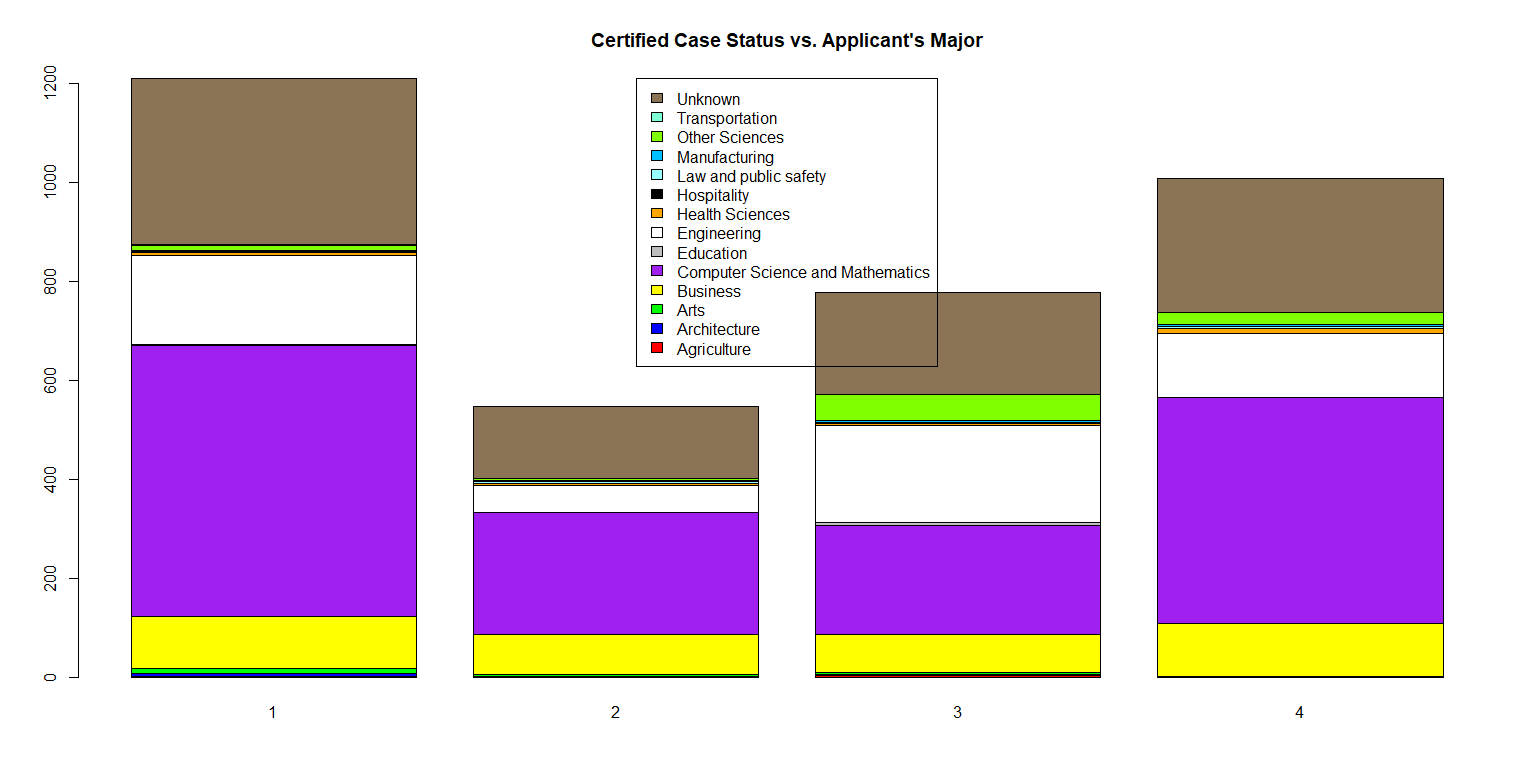 Certified Case Status vs. Applicant's Major
1200
1000
800
600
400
200
0
Unknown
Transportation
Other Sciences
Manufacturing
Law and public safety
Hospitality
Health Sciences
Engineering
Education
Computer Science and Mathematics
Business
Arts
Architecture
Agriculture
1 2 3 4